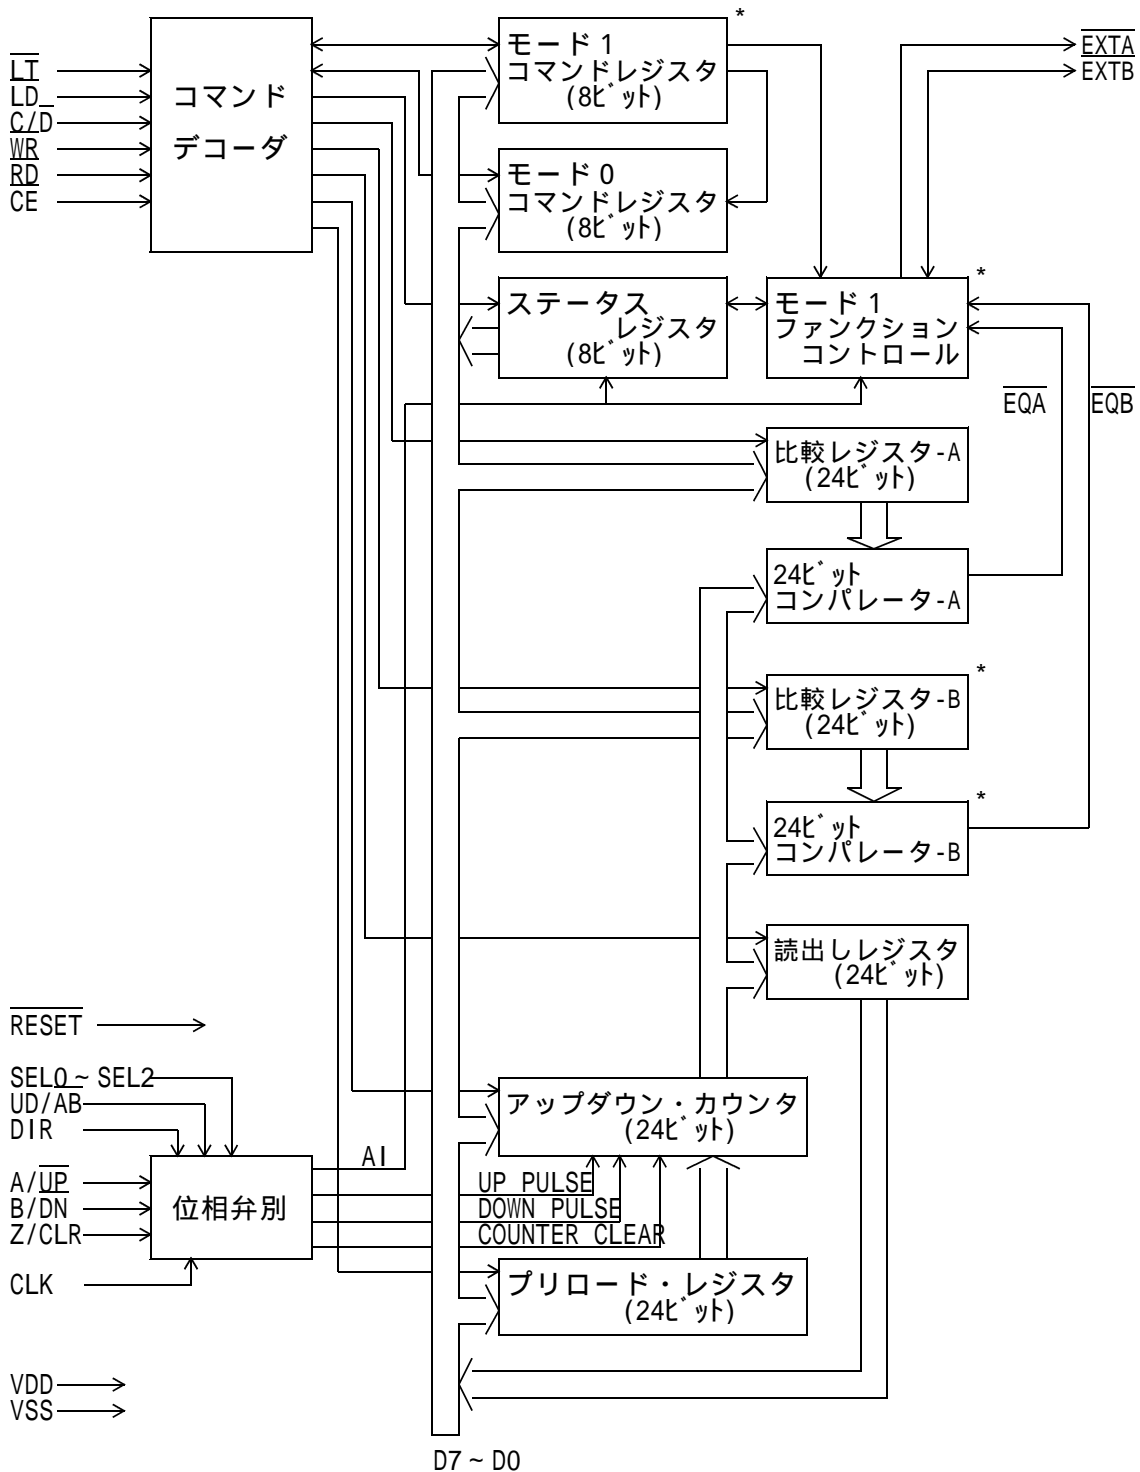 LT
LD
C/D
WR
RD
CE
コマンド
デコーダ
*
モード1
コマンドレジスタ
(8ビット)
モード0
コマンドレジスタ
(8ビット)
ステータス
レジスタ
(8ビット)
*
モード1
ファンクション
コントロール
EXTA
EXTB
EQA
EQB
比較レジスタ-A
(24ビット)
24ビット
コンパレータ-A
*
比較レジスタ-B
(24ビット)
*
24ビット
コンパレータ-B
読出しレジスタ
(24ビット)
RESET
SEL0~SEL2
UD/AB
DIR
A/UP
B/DN
Z/CLR
CLK
位相弁別
AI
アップダウン・カウンタ
(24ビット)
UP PULSE
DOWN PULSE
COUNTER CLEAR
プリロード・レジスタ
(24ビット)
VDD
VSS
D7~D0